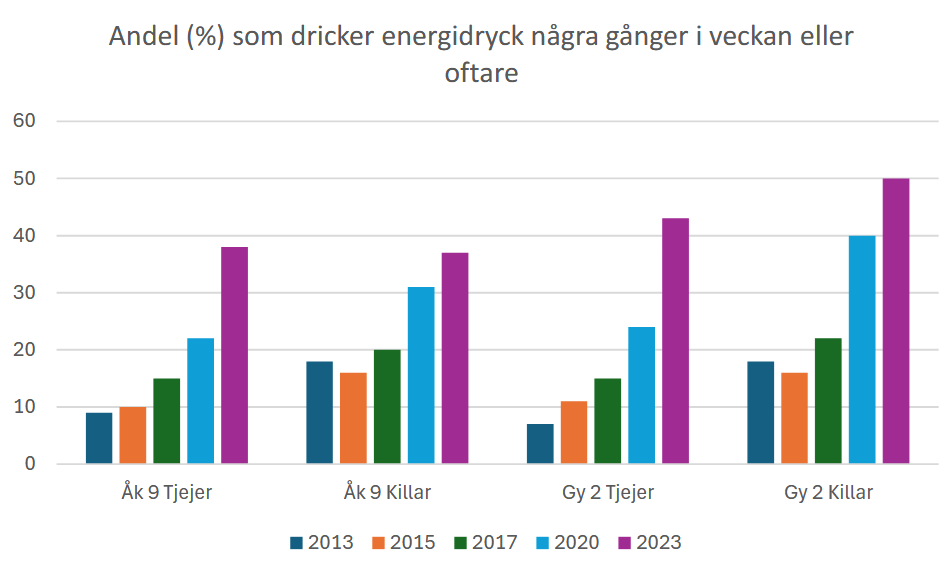 Andel (%) som dricker energidryck några gånger i veckan eller
oftare
60
50
40
30
20
10
0
Åk 9 Tjejer
Åk 9 Killar
Gy 2 Tjejer
Gy 2 Killar
2013 2015 2017 2020 2023